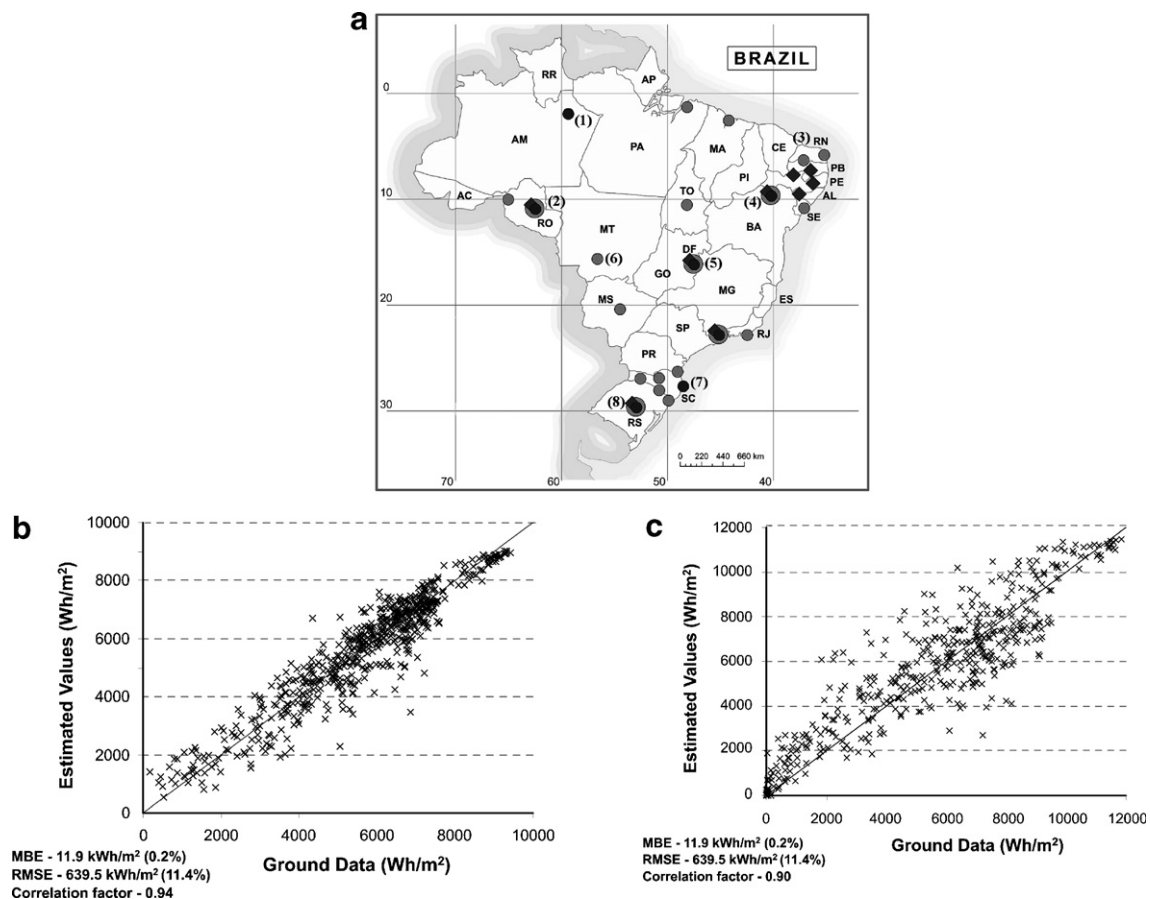 a
BRAZIL
RR
AP
0
(1)
AM
PA
MA
CE
(3) RN
PB
PI
PE
AC
TO
AL
10
(2)
(4)
SE
RO
BA
MT
DF
(6)
(5)
GO
MG
MS
ES
20
SP
RJ
PR
(7)
SC
(8)
30
RS
0 220 440 660 km
70 60 50 40
b
10000
8000
6000
4000
2000
0
Estimated Values (Wh/m²)
0 2000 4000 6000 8000 10000
Ground Data (Wh/m²)
MBE - 11.9 kWh/m² (0.2%)
RMSE - 639.5 kWh/m² (11.4%)
Correlation factor - 0.94
c
12000
10000
8000
6000
4000
2000
0
Estimated Values (Wh/m²)
0 2000 4000 6000 8000 10000 12000
Ground Data (Wh/m²)
MBE - 11.9 kWh/m² (0.2%)
RMSE - 639.5 kWh/m² (11.4%)
Correlation factor - 0.90